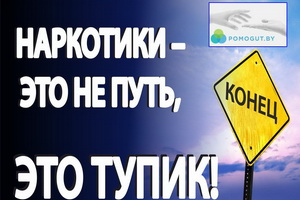 POMOGUT.BY
НАРКОТИКИ –
ЭТО НЕ ПУТЬ,
КОНЕЦ
ЭТО ТУПИК!